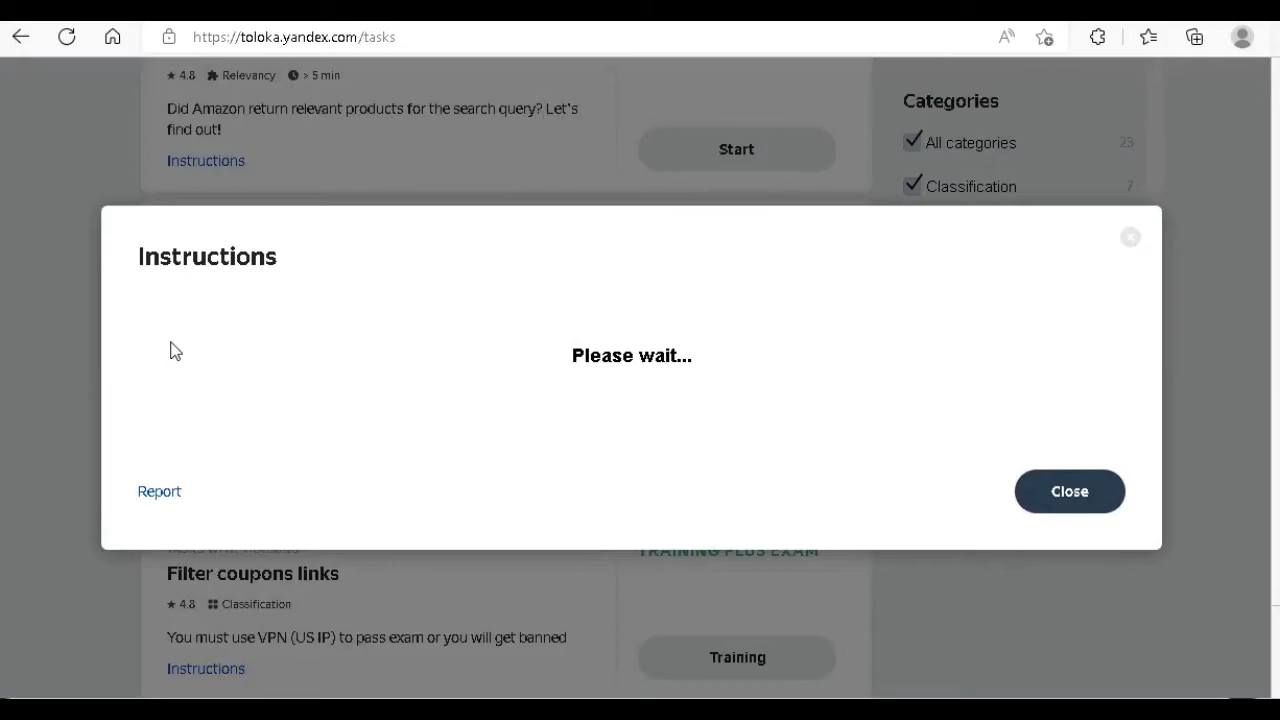 https://toloka.yandex.com/tasks
4.8 Relevancy > 5 min
Did Amazon return relevant products for the search query? Let's
find out!
Instructions
Start
Categories
All categories 23
Classification 7
Instructions
Please wait...
Report
Close
TRAINING PLUS EXAM
Filter coupons links
4.8 Classification
You must use VPN (US IP) to pass exam or you will get banned
Instructions
Training